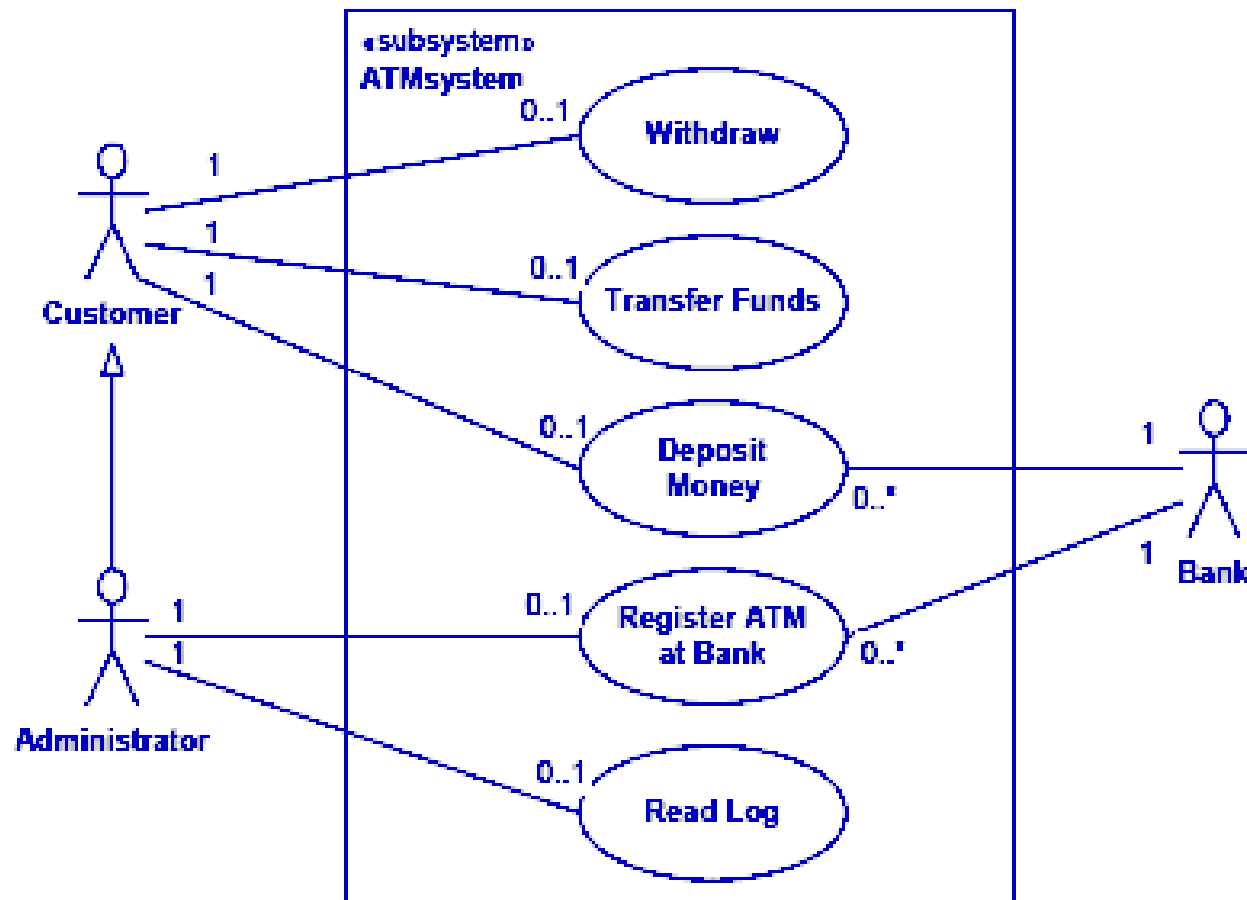 «subsystem»
ATMsystem
0..1
Withdraw
1
1
0..1
Transfer Funds
1
Customer
0..1
Deposit
Money
1
0..*
1
Bank
1
0..1
Register ATM
at Bank
1
0..*
Administrator
0..1
Read Log